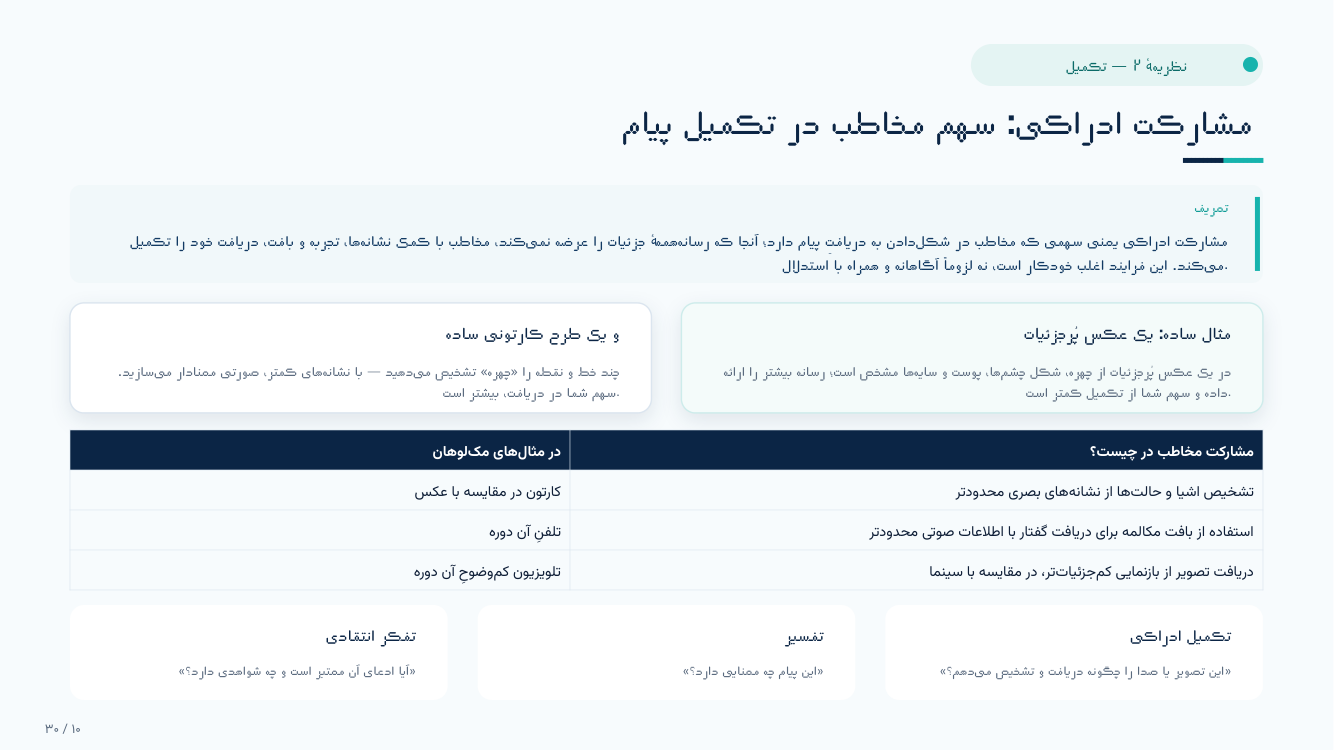 نظریهٔ ۲ — تکمیل
مشارکت ادراکی: سهم مخاطب در تکمیل پیام
تعریف
مشارکت ادراکی یعنی سهمی که مخاطب در شکل‌دادن به دریافتِ پیام دارد؛ آنجا که رسانه‌همهٔ جزئیات را عرضه نمی‌کند، مخاطب با کمک نشانه‌ها، تجربه و بافت، دریافت خود را تکمیل
می‌کند. این فرایند اغلب خودکار است، نه لزوماً آگاهانه و همراه با استدلال.
مثال ساده: یک عکس پُرجزئیات
در یک عکس پُرجزئیات از چهره، شکل چشم‌ها، پوست و سایه‌ها مشخص است؛ رسانه بیشتر را ارائه
داده و سهم شما از تکمیل کمتر است.
و یک طرح کارتونی ساده
چند خط و نقطه را «چهره» تشخیص می‌دهید — با نشانه‌های کمتر، صورتی معنادار می‌سازید.
سهم شما در دریافت، بیشتر است.
مشارکت مخاطب در چیست؟
در مثال‌های مک‌لوهان
تشخیص اشیا و حالت‌ها از نشانه‌های بصری محدودتر
کارتون در مقایسه با عکس
استفاده از بافت مکالمه برای دریافت گفتار با اطلاعات صوتی محدودتر
تلفنِ آن دوره
دریافت تصویر از بازنمایی کم‌جزئیات‌تر، در مقایسه با سینما
تلویزیون کم‌وضوحِ آن دوره
تکمیل ادراکی
«این تصویر یا صدا را چگونه دریافت و تشخیص می‌دهم؟»
تفسیر
«این پیام چه معنایی دارد؟»
تفکر انتقادی
«آیا ادعای آن معتبر است و چه شواهدی دارد؟»
۱۰ / ۳۰